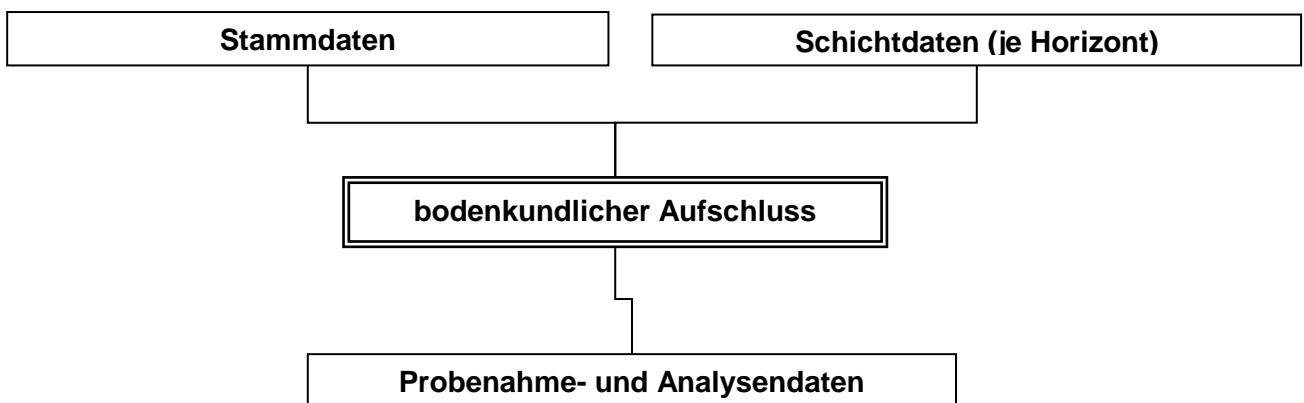 Stammdaten
Schichtdaten (je Horizont)
bodenkundlicher Aufschluss
Probenahme- und Analysendaten